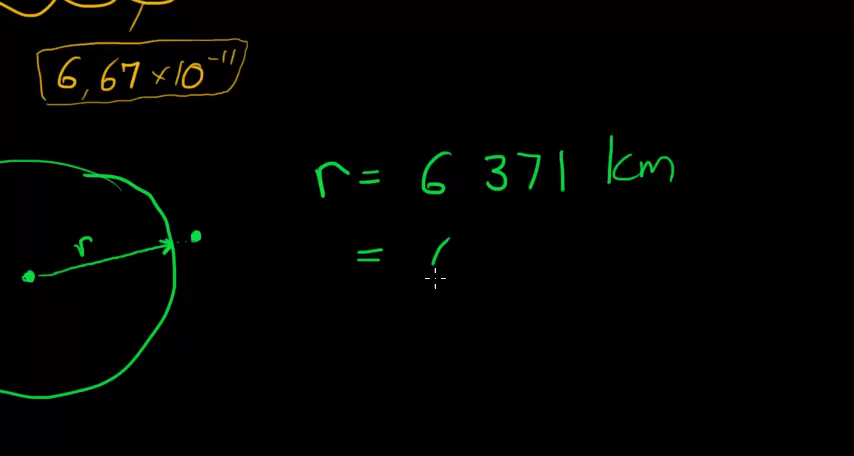 6,67×10⁻¹¹
r = 6 371 km
r
=